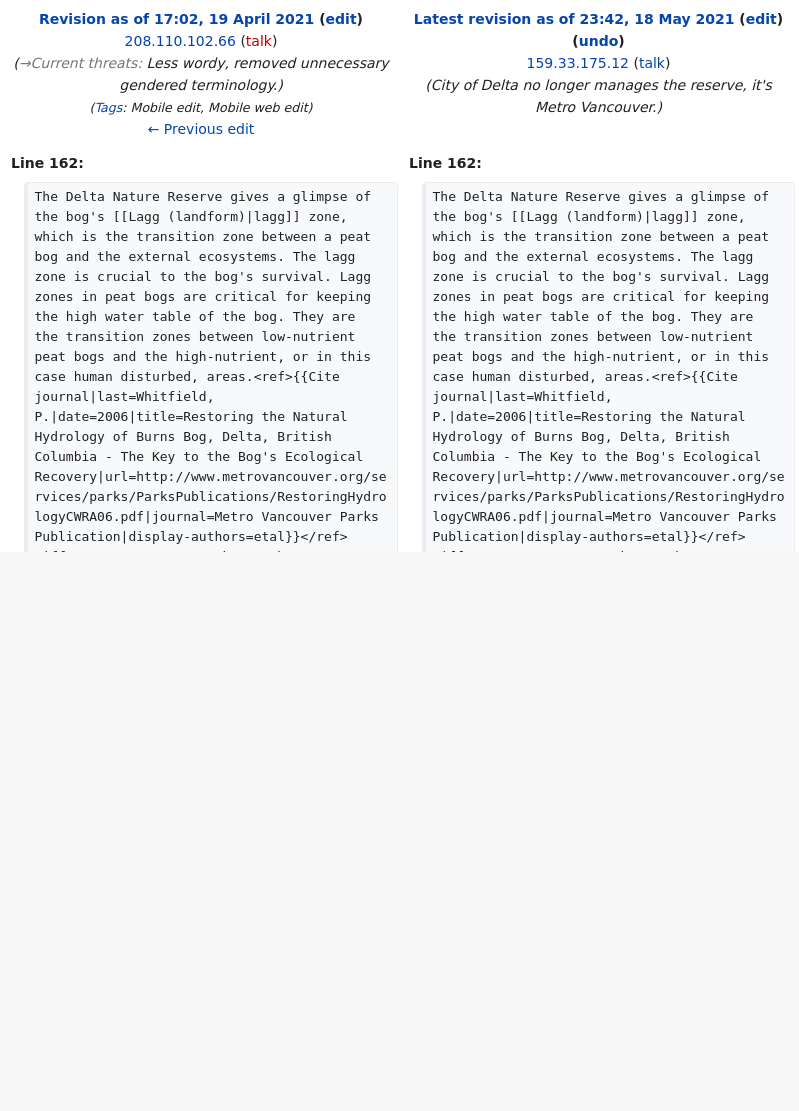 Revision as of 17:02, 19 April 2021 (edit)
208.110.102.66 (talk)
(→Current threats: Less wordy, removed unnecessary
gendered terminology.)
(Tags: Mobile edit, Mobile web edit)
← Previous edit
Latest revision as of 23:42, 18 May 2021 (edit)
(undo)
159.33.175.12 (talk)
(City of Delta no longer manages the reserve, it's
Metro Vancouver.)
Line 162:
The Delta Nature Reserve gives a glimpse of
the bog's [[Lagg (landform)|lagg]] zone,
which is the transition zone between a peat
bog and the external ecosystems. The lagg
zone is crucial to the bog's survival. Lagg
zones in peat bogs are critical for keeping
the high water table of the bog. They are
the transition zones between low-nutrient
peat bogs and the high-nutrient, or in this
case human disturbed, areas.<ref>{{Cite
journal|last=Whitfield,
P.|date=2006|title=Restoring the Natural
Hydrology of Burns Bog, Delta, British
Columbia - The Key to the Bog's Ecological
Recovery|url=http://www.metrovancouver.org/se
rvices/parks/ParksPublications/RestoringHydro
logyCWRA06.pdf|journal=Metro Vancouver Parks
Publication|display-authors=etal}}</ref>
Line 162:
The Delta Nature Reserve gives a glimpse of
the bog's [[Lagg (landform)|lagg]] zone,
which is the transition zone between a peat
bog and the external ecosystems. The lagg
zone is crucial to the bog's survival. Lagg
zones in peat bogs are critical for keeping
the high water table of the bog. They are
the transition zones between low-nutrient
peat bogs and the high-nutrient, or in this
case human disturbed, areas.<ref>{{Cite
journal|last=Whitfield,
P.|date=2006|title=Restoring the Natural
Hydrology of Burns Bog, Delta, British
Columbia - The Key to the Bog's Ecological
Recovery|url=http://www.metrovancouver.org/se
rvices/parks/ParksPublications/RestoringHydro
logyCWRA06.pdf|journal=Metro Vancouver Parks
Publication|display-authors=etal}}</ref>